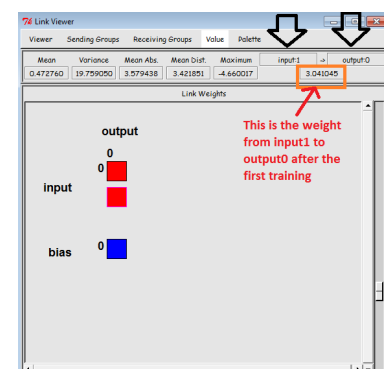 Link Viewer
Viewer Sending Groups Receiving Groups Value Palette
Mean Variance Mean Abs. Mean Dist. Maximum input:1 -> output:0
0.472760 19.759050 3.579438 3.421851 -4.660017 3.041045
Link Weights
output
0
0
input
bias 0
This is the weight
from input1 to
output0 after the
first training